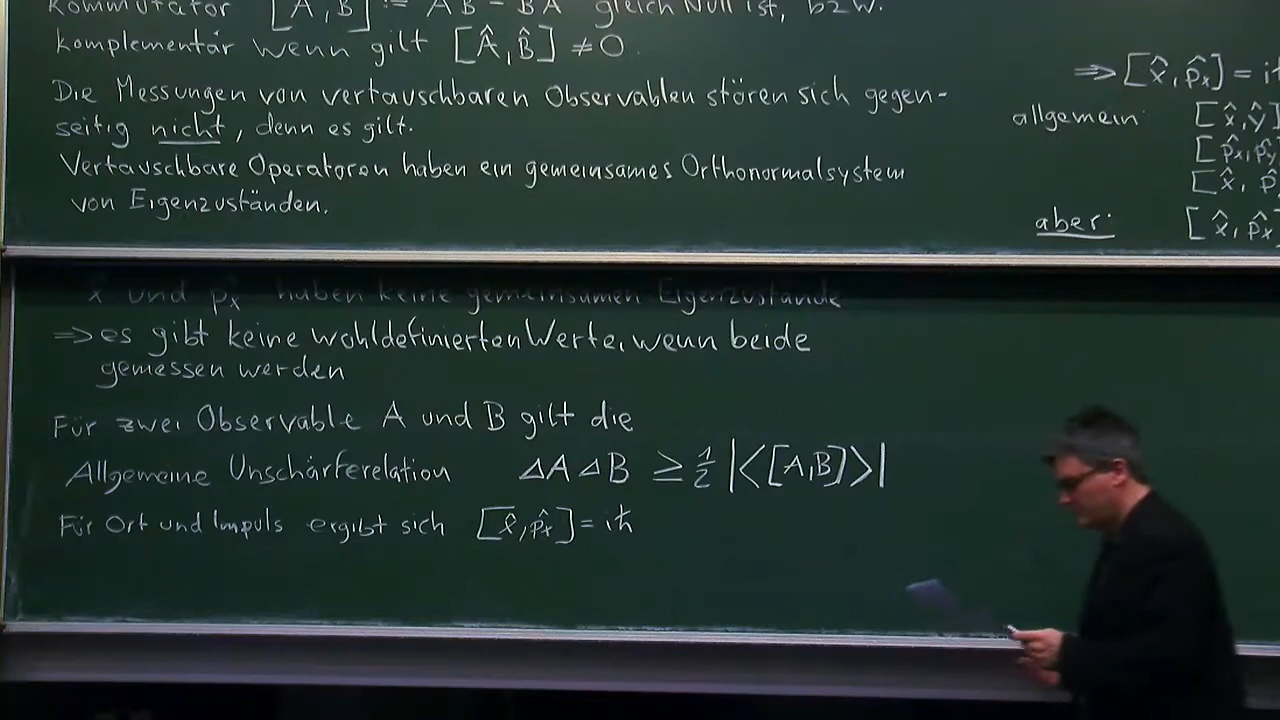 Kommutator [A,B] := AB - BA gleich Null ist, bzw.
komplementär wenn gilt [Â,B̂] ≠ 0.
Die Messungen von vertauschbaren Observablen stören sich gegen-
seitig nicht, denn es gilt.
Vertauschbare Operatoren haben ein gemeinsames Orthonormalsystem
von Eigenzuständen.
⇒ [x̂, p̂x] = iħ
allgemein: [x̂,ŷ]
[p̂x,p̂y
[x̂, p̂
aber: [x̂, p̂x
x̂ und p̂x haben keine gemeinsamen Eigenzustände
⇒ es gibt keine wohldefinierten Werte, wenn beide
gemessen werden
Für zwei Observable A und B gilt die
Allgemeine Unschärferelation ΔA ΔB ≥ 1/2 |<[A,B]>|
Für Ort und Impuls ergibt sich [x̂,p̂x] = iħ